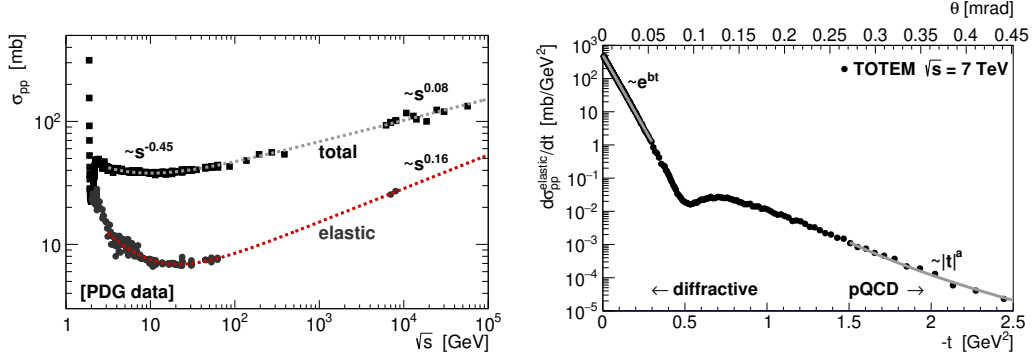 σpp [mb]
10²
10
~s^0.08
~s^-0.45
total
~s^0.16
elastic
[PDG data]
1 10 10² 10³ 10⁴ 10⁵
√s [GeV]
θ [mrad]
0 0.05 0.1 0.15 0.2 0.25 0.3 0.35 0.4 0.45
dσpp^elastic/dt [mb/GeV²]
10³
10²
10
1
10⁻¹
10⁻²
10⁻³
10⁻⁴
10⁻⁵
~e^bt
TOTEM √s = 7 TeV
~|t|^a
← diffractive
pQCD →
0 0.5 1 1.5 2 2.5
-t [GeV²]